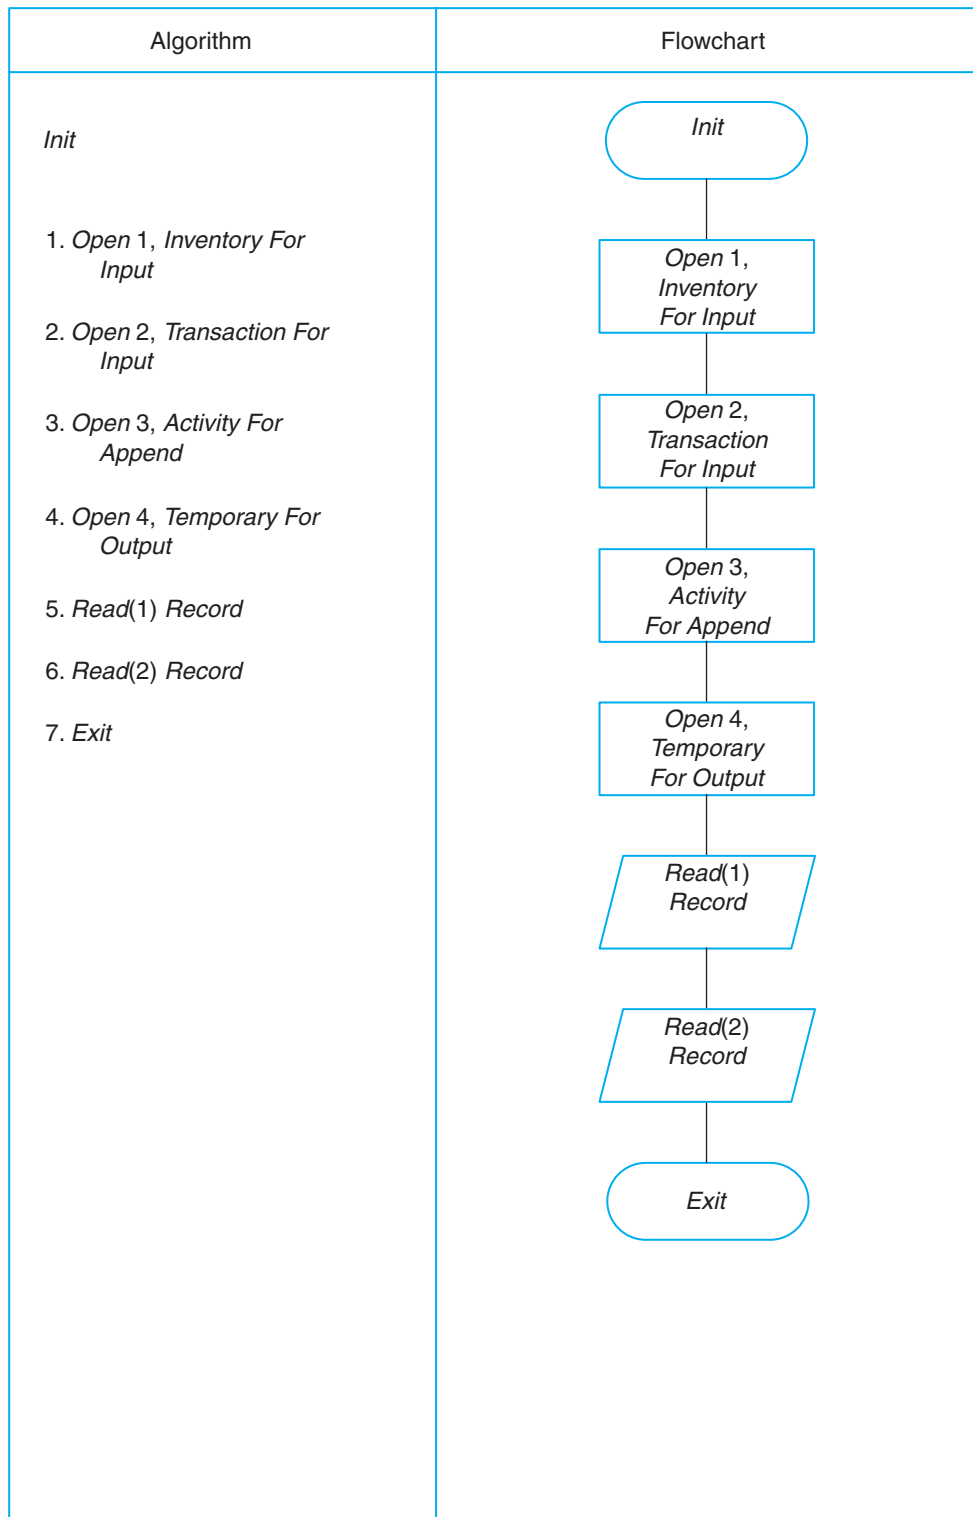 Algorithm
Flowchart
Init
1. Open 1, Inventory For
Input
2. Open 2, Transaction For
Input
3. Open 3, Activity For
Append
4. Open 4, Temporary For
Output
5. Read(1) Record
6. Read(2) Record
7. Exit
Init
Open 1,
Inventory
For Input
Open 2,
Transaction
For Input
Open 3,
Activity
For Append
Open 4,
Temporary
For Output
Read(1)
Record
Read(2)
Record
Exit